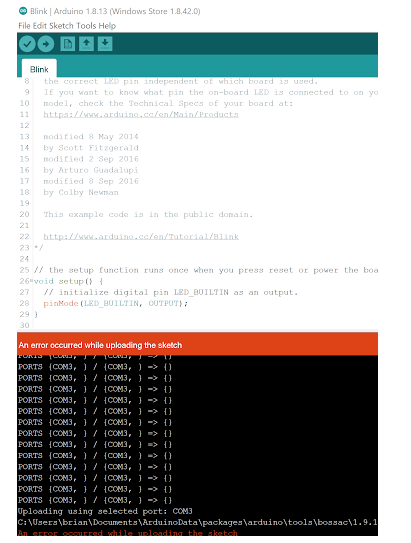 Blink | Arduino 1.8.13 (Windows Store 1.8.42.0)
File Edit Sketch Tools Help
Blink
8 the correct LED pin independent of which board is used.
9 If you want to know what pin the on-board LED is connected to on yo
10 model, check the Technical Specs of your board at:
11 https://www.arduino.cc/en/Main/Products
12
13 modified 8 May 2014
14 by Scott Fitzgerald
15 modified 2 Sep 2016
16 by Arturo Guadalupi
17 modified 8 Sep 2016
18 by Colby Newman
19
20 This example code is in the public domain.
21
22 http://www.arduino.cc/en/Tutorial/Blink
23 */
24
25 // the setup function runs once when you press reset or power the boa
26 void setup() {
27 // initialize digital pin LED_BUILTIN as an output.
28 pinMode(LED_BUILTIN, OUTPUT);
29 }
30
An error occurred while uploading the sketch
PORTS {COM3, } / {COM3, } => {}
PORTS {COM3, } / {COM3, } => {}
PORTS {COM3, } / {COM3, } => {}
PORTS {COM3, } / {COM3, } => {}
PORTS {COM3, } / {COM3, } => {}
PORTS {COM3, } / {COM3, } => {}
PORTS {COM3, } / {COM3, } => {}
PORTS {COM3, } / {COM3, } => {}
PORTS {COM3, } / {COM3, } => {}
PORTS {COM3, } / {COM3, } => {}
PORTS {COM3, } / {COM3, } => {}
PORTS {COM3, } / {COM3, } => {}
PORTS {COM3, } / {COM3, } => {}
PORTS {COM3, } / {COM3, } => {}
Uploading using selected port: COM3
C:\Users\brian\Documents\ArduinoData\packages\arduino\tools\bossac\1.9.1
An error occurred while uploading the sketch